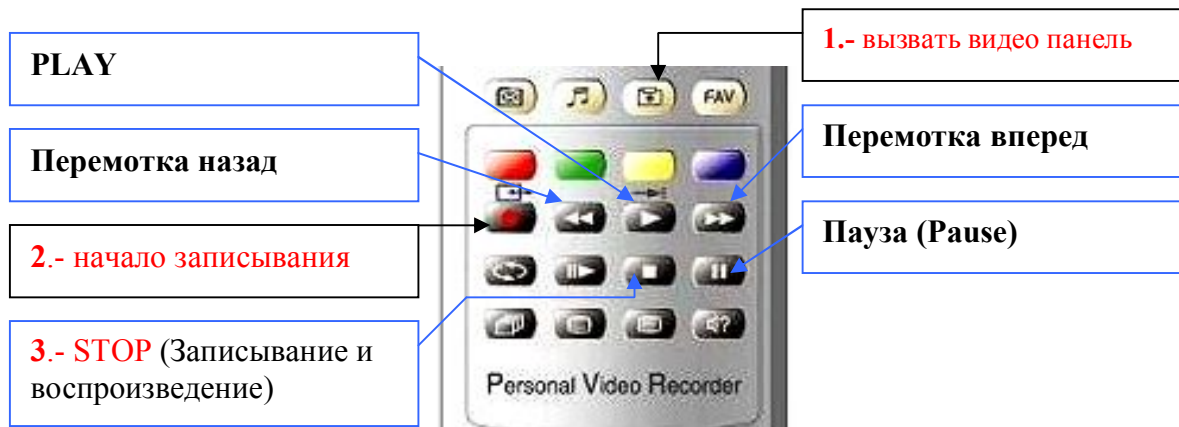 1.- вызвать видео панель
PLAY
FAV
Перемотка назад
Перемотка вперед
Пауза (Pause)
2.- начало записывания
3.- STOP (Записывание и
воспроизведение)
Personal Video Recorder